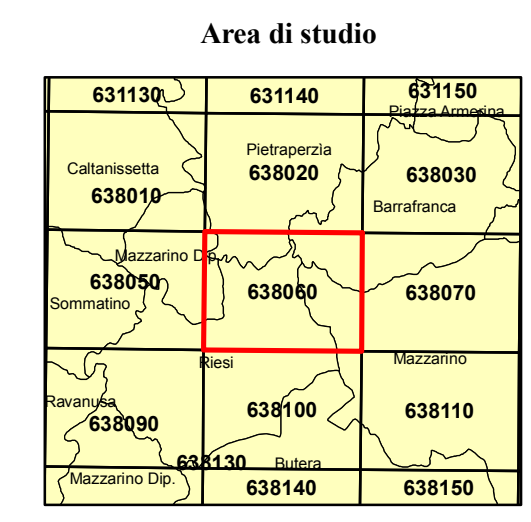 Area di studio
631130 631140 631150
Piazza Armerina
Pietraperzìa
Caltanissetta 638020 638030
638010 Barrafranca
Mazzarino Dip.
638050 638060 638070
Sommatino
Riesi Mazzarino
Ravanusa 638100 638110
638090
638130 Butera
Mazzarino Dip. 638140 638150